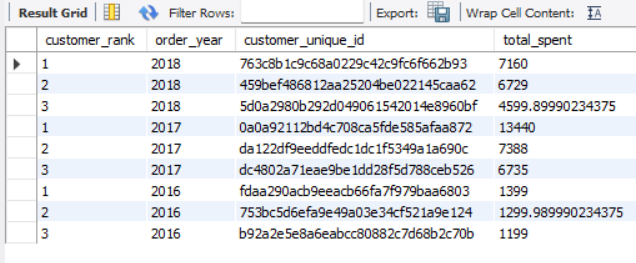 Result Grid Filter Rows: Export: Wrap Cell Content: IA
customer_rank order_year customer_unique_id total_spent
1 2018 763c8b1c9c68a0229c42c9fc6f662b93 7160
2 2018 459bef486812aa25204be022145caa62 6729
3 2018 5d0a2980b292d049061542014e8960bf 4599.89990234375
1 2017 0a0a92112bd4c708ca5fde585afaa872 13440
2 2017 da122df9eeddfedc1dc1f5349a1a690c 7388
3 2017 dc4802a71eae9be1dd28f5d788ceb526 6735
1 2016 fdaa290acb9eeacb66fa7f979baa6803 1399
2 2016 753bc5d6efa9e49a03e34cf521a9e124 1299.989990234375
3 2016 b92a2e5e8a6eabcc80882c7d68b2c70b 1199